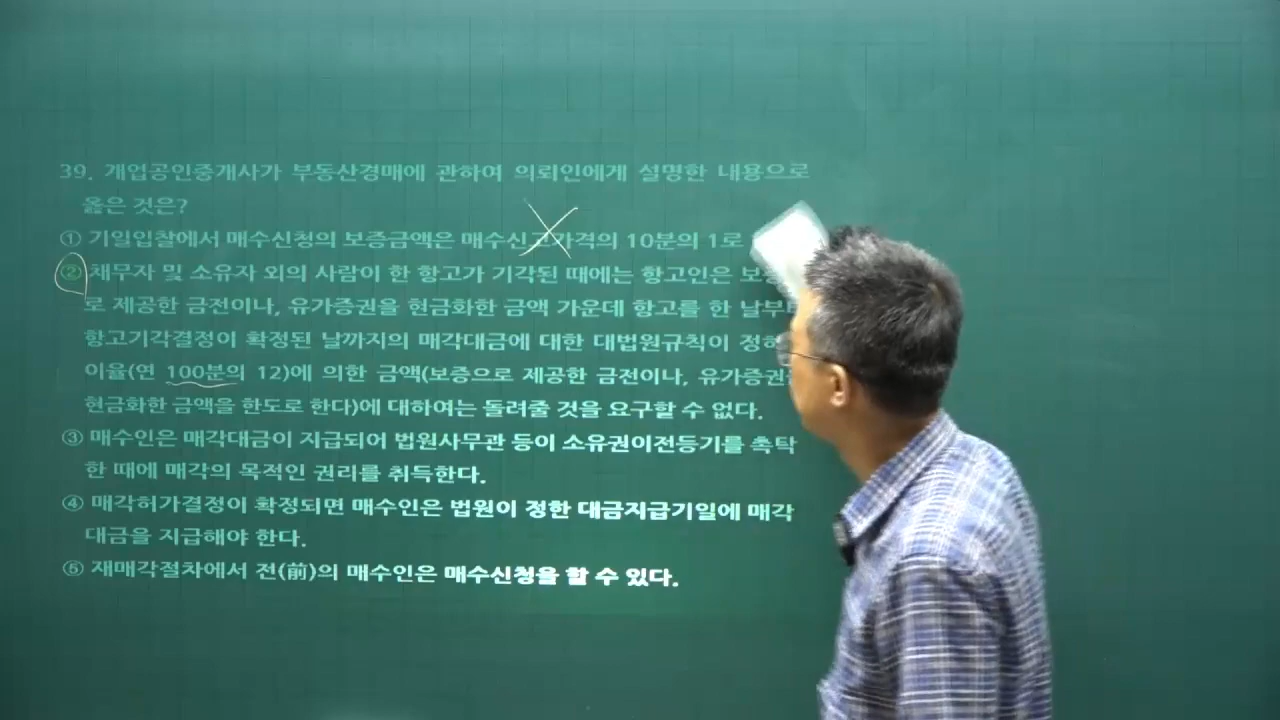 39. 개업공인중개사가 부동산경매에 관하여 의뢰인에게 설명한 내용으로
옳은 것은?
① 기일입찰에서 매수신청의 보증금액은 매수신고가격의 10분의 1로
② 채무자 및 소유자 외의 사람이 한 항고가 기각된 때에는 항고인은
로 제공한 금전이나, 유가증권을 현금화한 금액 가운데 항고를 한
항고기각결정이 확정된 날까지의 매각대금에 대한 대법원규칙이
이율(연 100분의 12)에 의한 금액(보증으로 제공한 금전이나,
현금화한 금액을 한도로 한다)에 대하여는 돌려줄 것을 요구할 수 없다.
③ 매수인은 매각대금이 지급되어 법원사무관 등이 소유권이전등기를 촉탁
한 때에 매각의 목적인 권리를 취득한다.
④ 매각허가결정이 확정되면 매수인은 법원이 정한 대금지급기일에 매각
대금을 지급해야 한다.
⑤ 재매각절차에서 전(前)의 매수인은 매수신청을 할 수 있다.